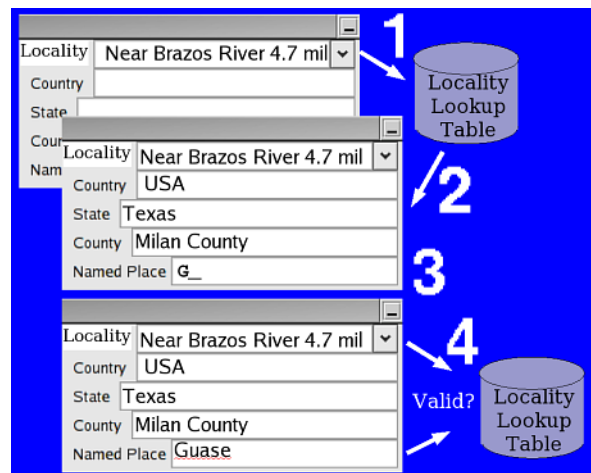 Locality Near Brazos River 4.7 mil
Country
State
Coun
Nam
1
Locality
Lookup
Table
2
Locality Near Brazos River 4.7 mil
Country USA
State Texas
County Milan County
Named Place G_
3
Locality Near Brazos River 4.7 mil
Country USA
State Texas
County Milan County
Named Place Guase
4
Valid?
Locality
Lookup
Table